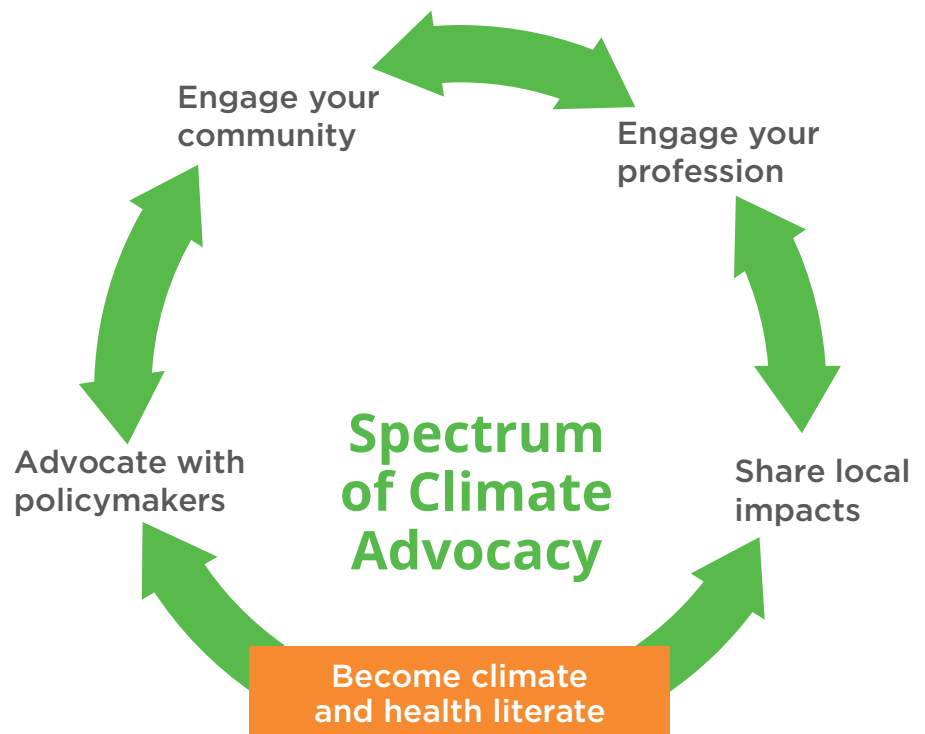 Engage your
community
Engage your
profession
Advocate with
policymakers
Spectrum
of Climate
Advocacy
Share local
impacts
Become climate
and health literate